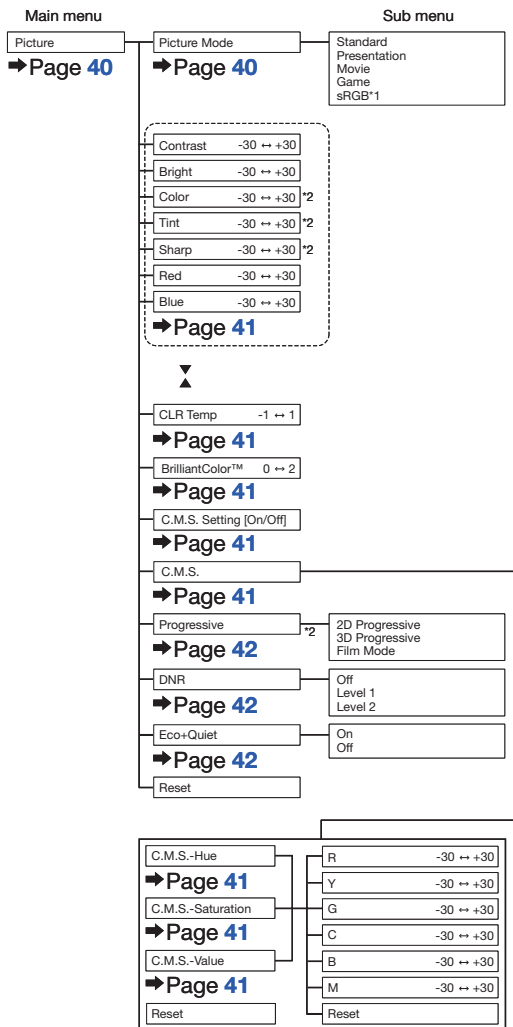 Main menu
Sub menu
Picture
➡Page 40
Picture Mode
➡Page 40
Standard
Presentation
Movie
Game
sRGB*1
Contrast -30 ↔ +30
Bright -30 ↔ +30
Color -30 ↔ +30 *2
Tint -30 ↔ +30 *2
Sharp -30 ↔ +30 *2
Red -30 ↔ +30
Blue -30 ↔ +30
➡Page 41
CLR Temp -1 ↔ 1
➡Page 41
BrilliantColor™ 0 ↔ 2
➡Page 41
C.M.S. Setting [On/Off]
➡Page 41
C.M.S.
➡Page 41
Progressive *2
➡Page 42
2D Progressive
3D Progressive
Film Mode
DNR
➡Page 42
Off
Level 1
Level 2
Eco+Quiet
➡Page 42
On
Off
Reset
C.M.S.-Hue
➡Page 41
C.M.S.-Saturation
➡Page 41
C.M.S.-Value
➡Page 41
Reset
R -30 ↔ +30
Y -30 ↔ +30
G -30 ↔ +30
C -30 ↔ +30
B -30 ↔ +30
M -30 ↔ +30
Reset